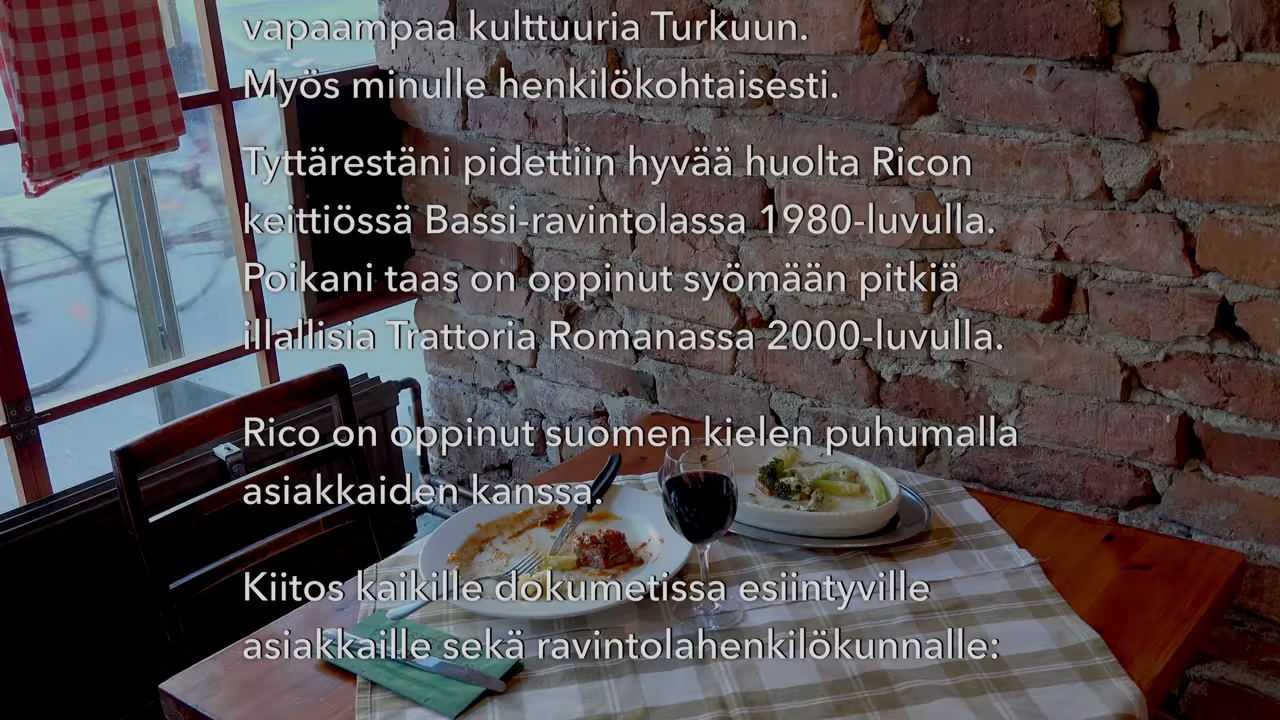 vapaampaa kulttuuria Turkuun.
Myös minulle henkilökohtaisesti.
Tyttärestäni pidettiin hyvää huolta Ricon
keittiössä Bassi-ravintolassa 1980-luvulla.
Poikani taas on oppinut syömään pitkiä
illallisia Trattoria Romanassa 2000-luvulla.
Rico on oppinut suomen kielen puhumalla
asiakkaiden kanssa.
Kiitos kaikille dokumetissa esiintyville
asiakkaille sekä ravintolahenkilökunnalle: